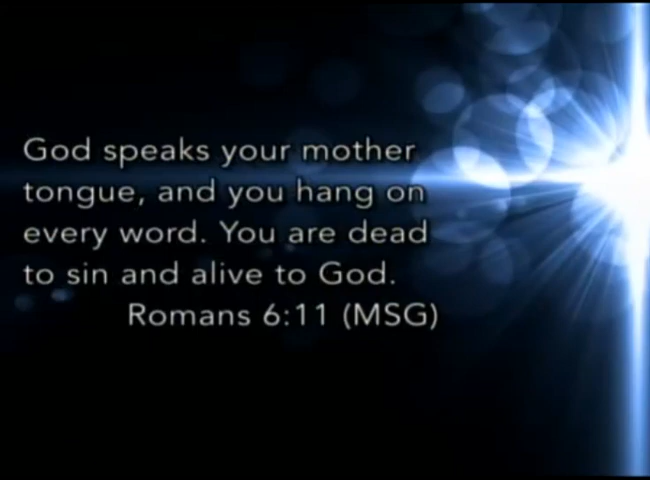 God speaks your mother
tongue, and you hang on
every word. You are dead
to sin and alive to God.
Romans 6:11 (MSG)